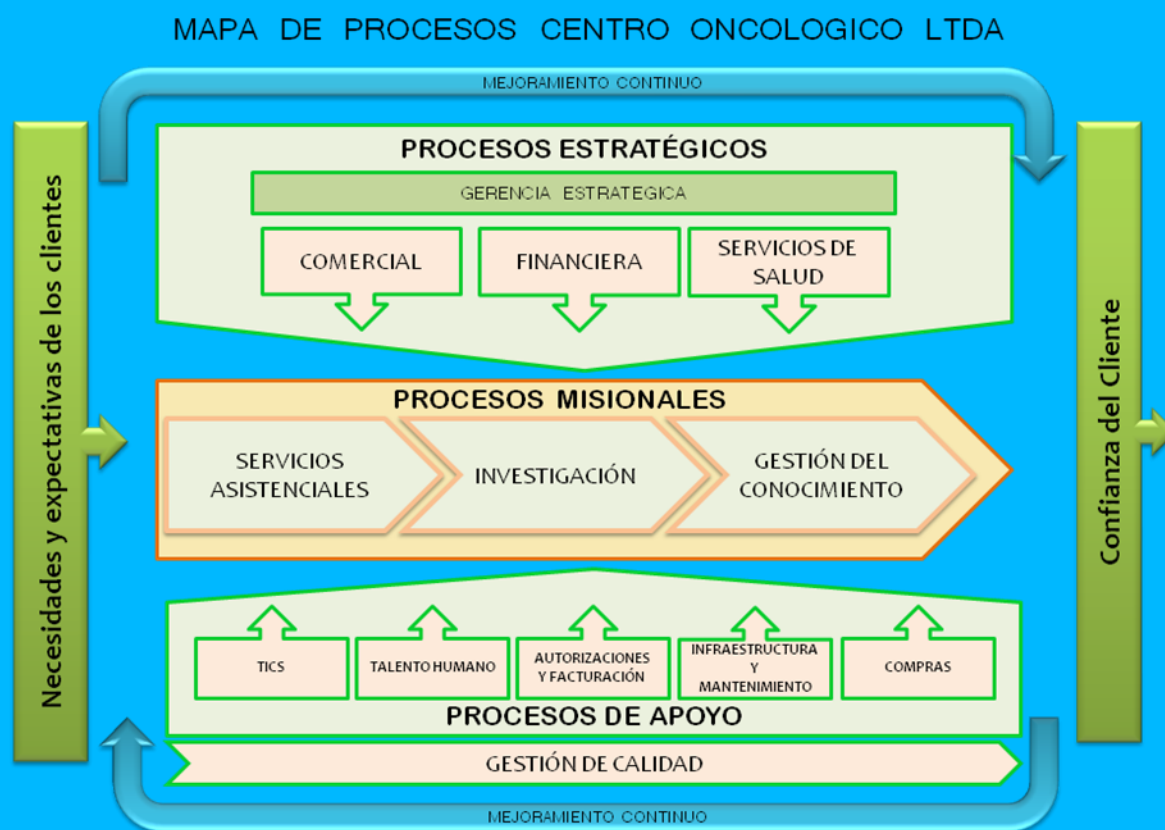 MAPA DE PROCESOS CENTRO ONCOLOGICO LTDA
MEJORAMIENTO CONTINUO
Necesidades y expectativas de los clientes
PROCESOS ESTRATÉGICOS
GERENCIA ESTRATEGICA
COMERCIAL
FINANCIERA
SERVICIOS DE
SALUD
PROCESOS MISIONALES
SERVICIOS
ASISTENCIALES
INVESTIGACIÓN
GESTIÓN DEL
CONOCIMIENTO
TICS
TALENTO HUMANO
AUTORIZACIONES
Y FACTURACIÓN
INFRAESTRUCTURA
Y
MANTENIMIENTO
COMPRAS
PROCESOS DE APOYO
GESTIÓN DE CALIDAD
MEJORAMIENTO CONTINUO
Confianza del Cliente